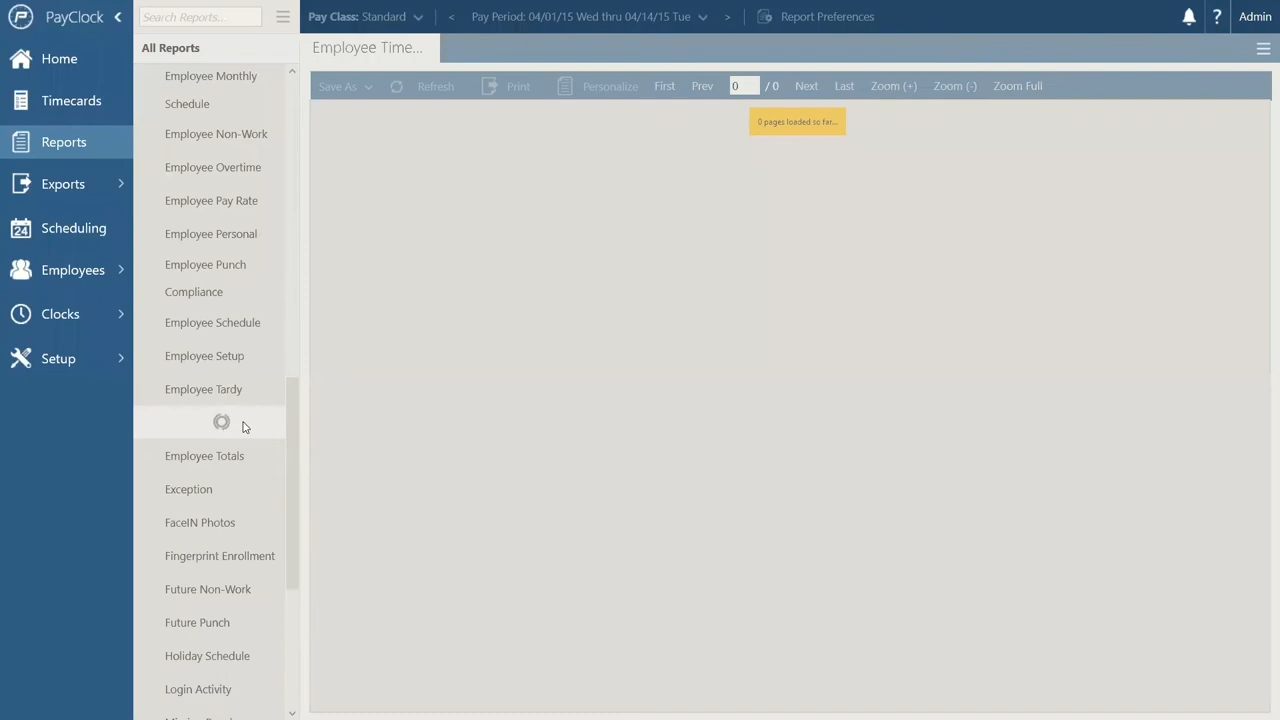 PayClock
Search Reports...
Pay Class: Standard
< Pay Period: 04/01/15 Wed thru 04/14/15 Tue >
Report Preferences
? Admin
Home
Timecards
Reports
Exports
24 Scheduling
Employees
Clocks
Setup
All Reports
Employee Monthly
Schedule
Employee Non-Work
Employee Overtime
Employee Pay Rate
Employee Personal
Employee Punch
Compliance
Employee Schedule
Employee Setup
Employee Tardy
Employee Totals
Exception
FaceIN Photos
Fingerprint Enrollment
Future Non-Work
Future Punch
Holiday Schedule
Login Activity
Employee Time...
Save As Refresh Print Personalize First Prev 0 / 0 Next Last Zoom (+) Zoom (-) Zoom Full
0 pages loaded so far...